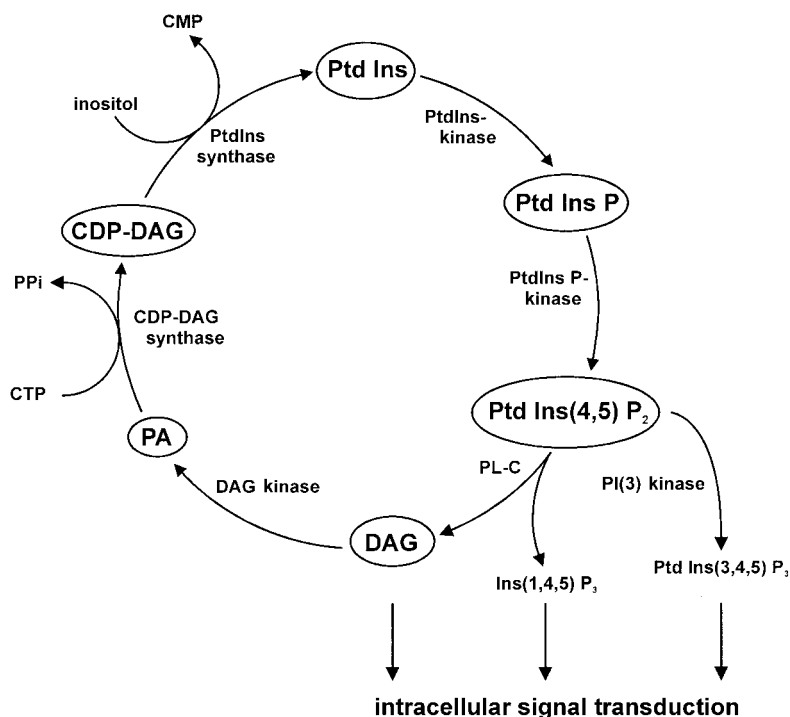 CMP
Ptd Ins
inositol
PtdIns
synthase
PtdIns-
kinase
CDP-DAG
Ptd Ins P
PPi
CDP-DAG
synthase
PtdIns P-
kinase
CTP
PA
Ptd Ins(4,5) P₂
DAG kinase
PL-C
PI(3) kinase
DAG
Ins(1,4,5) P₃
Ptd Ins(3,4,5) P₃
intracellular signal transduction